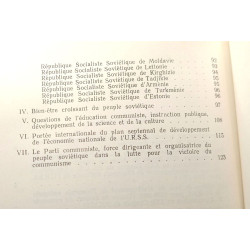 République Socialiste Soviétique de Moldavie
République Socialiste Soviétique de Lettonie
République Socialiste Soviétique de Kirghizie
République Socialiste Soviétique de Tadjikie
République Socialiste Soviétique d'Arménie
République Socialiste Soviétique de Turkménie
République Socialiste Soviétique d'Estonie
IV. Bien-être croissant du peuple soviétique
V. Questions de l'éducation communiste, instruction publique,
développement de la science et de la culture
VI. Portée internationale du plan septennal de développement
de l'économie nationale de l'U.R.S.S. 115
VII. Le Parti communiste, force dirigeante et organisatrice du
peuple soviétique dans la lutte pour la victoire du
communisme 125